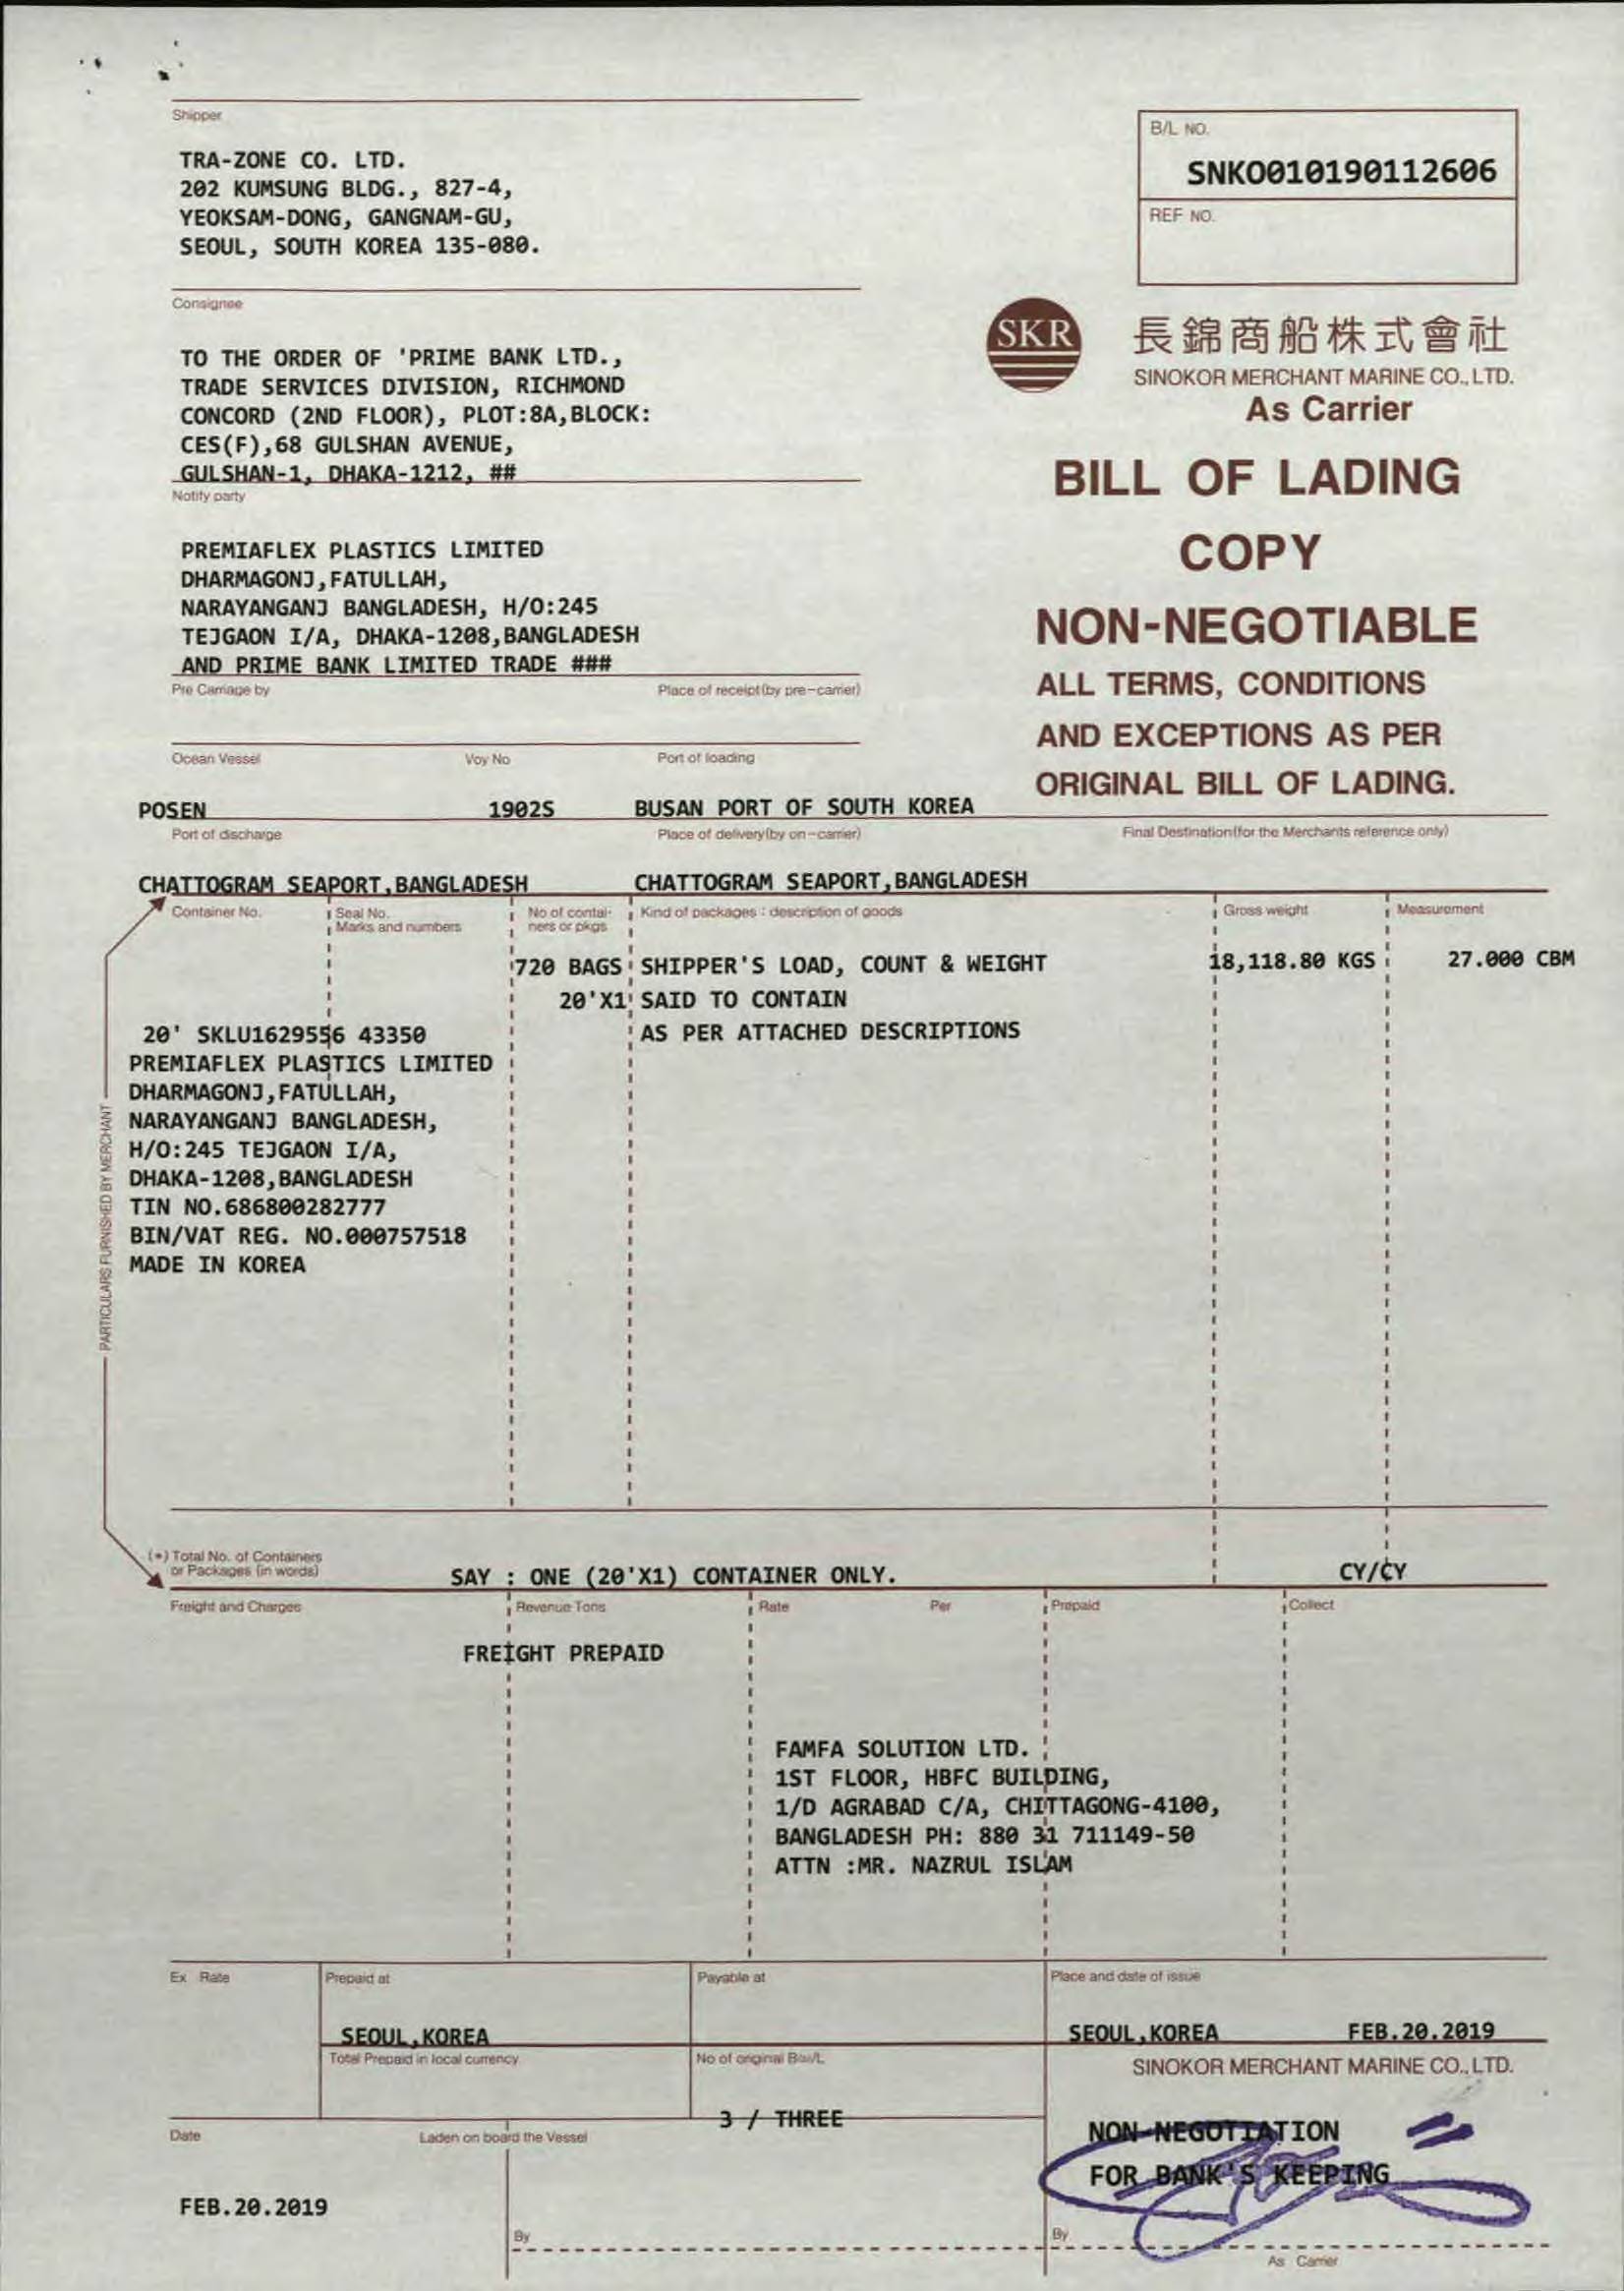 Shipper
TRA-ZONE CO. LTD.
202 KUMSUNG BLDG., 827-4,
YEOKSAM-DONG, GANGNAM-GU,
SEOUL, SOUTH KOREA 135-080.
B/L NO.
SNKO010190112606
REF NO.
Consignee
TO THE ORDER OF 'PRIME BANK LTD.,
TRADE SERVICES DIVISION, RICHMOND
CONCORD (2ND FLOOR), PLOT:8A,BLOCK:
CES(F),68 GULSHAN AVENUE,
GULSHAN-1, DHAKA-1212, ##
SKR
長錦商船株式會社
SINOKOR MERCHANT MARINE CO., LTD.
As Carrier
BILL OF LADING
COPY
NON-NEGOTIABLE
ALL TERMS, CONDITIONS
AND EXCEPTIONS AS PER
ORIGINAL BILL OF LADING.
Notify party
PREMIAFLEX PLASTICS LIMITED
DHARMAGONJ,FATULLAH,
NARAYANGANJ BANGLADESH, H/O:245
TEJGAON I/A, DHAKA-1208,BANGLADESH
AND PRIME BANK LIMITED TRADE ###
Pre Carriage by Place of receipt(by pre-carrier)
Ocean Vessel Voy No Port of loading
POSEN 1902S BUSAN PORT OF SOUTH KOREA
Port of discharge Place of delivery(by on-carrier) Final Destination(for the Merchants reference only)
CHATTOGRAM SEAPORT,BANGLADESH CHATTOGRAM SEAPORT,BANGLADESH
Container No. Seal No. No of contai- Kind of packages : description of goods Gross weight Measurement
Marks and numbers ners or pkgs
720 BAGS SHIPPER'S LOAD, COUNT & WEIGHT 18,118.80 KGS 27.000 CBM
20'X1 SAID TO CONTAIN
20' SKLU1629556 43350 AS PER ATTACHED DESCRIPTIONS
PREMIAFLEX PLASTICS LIMITED
DHARMAGONJ,FATULLAH,
NARAYANGANJ BANGLADESH,
H/O:245 TEJGAON I/A,
DHAKA-1208,BANGLADESH
TIN NO.686800282777
BIN/VAT REG. NO.000757518
MADE IN KOREA
PARTICULARS FURNISHED BY MERCHANT
(*) Total No. of Containers
or Packages (in words)
SAY : ONE (20'X1) CONTAINER ONLY. CY/CY
Freight and Charges Revenue Tons Rate Per Prepaid Collect
FREIGHT PREPAID
FAMFA SOLUTION LTD.
1ST FLOOR, HBFC BUILDING,
1/D AGRABAD C/A, CHITTAGONG-4100,
BANGLADESH PH: 880 31 711149-50
ATTN :MR. NAZRUL ISLAM
Ex Rate Prepaid at Payable at Place and date of issue
SEOUL,KOREA SEOUL,KOREA FEB.20.2019
Total Prepaid in local currency No of original
SINOKOR MERCHANT MARINE CO., LTD.
3 / THREE
Date Laden on board the Vessel
NON-NEGOTIATION
FOR BANK'S KEEPING
FEB.20.2019
By By
As Carrier